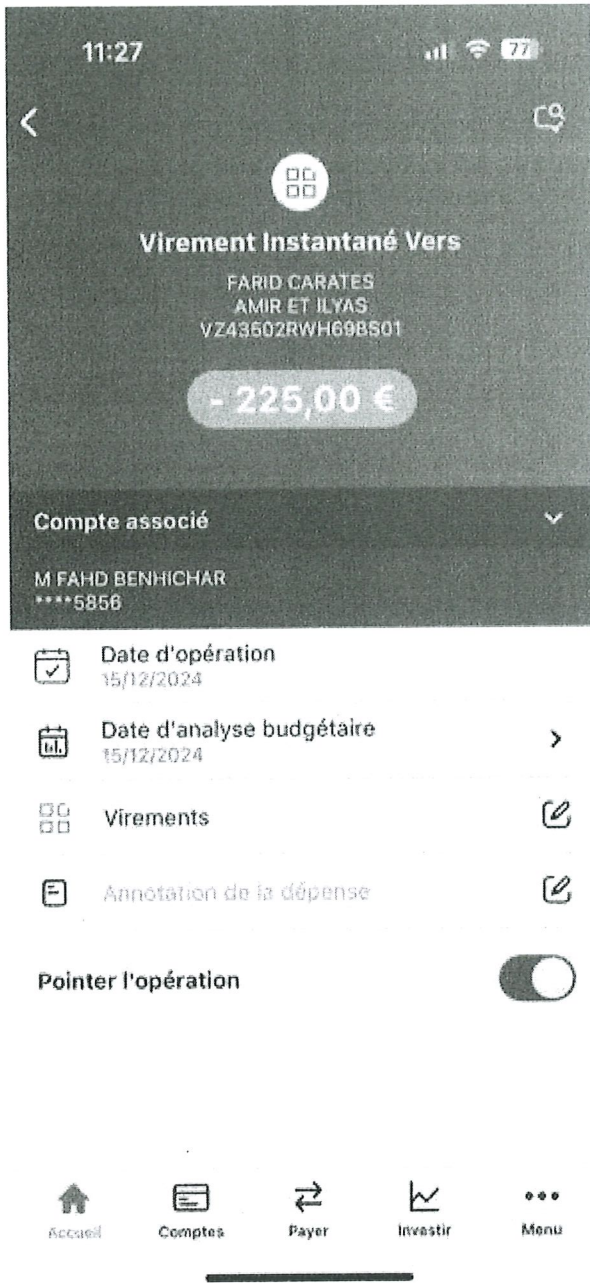 11:27
77
Virement Instantané Vers
FARID CARATES
AMIR ET ILYAS
VZ43502RWH69BS01
- 225,00 €
Compte associé
M FAHD BENHICHAR
****5856
Date d'opération
15/12/2024
Date d'analyse budgétaire
15/12/2024
Virements
Annotation de la dépense
Pointer l'opération
Accueil
Comptes
Payer
Investir
Menu